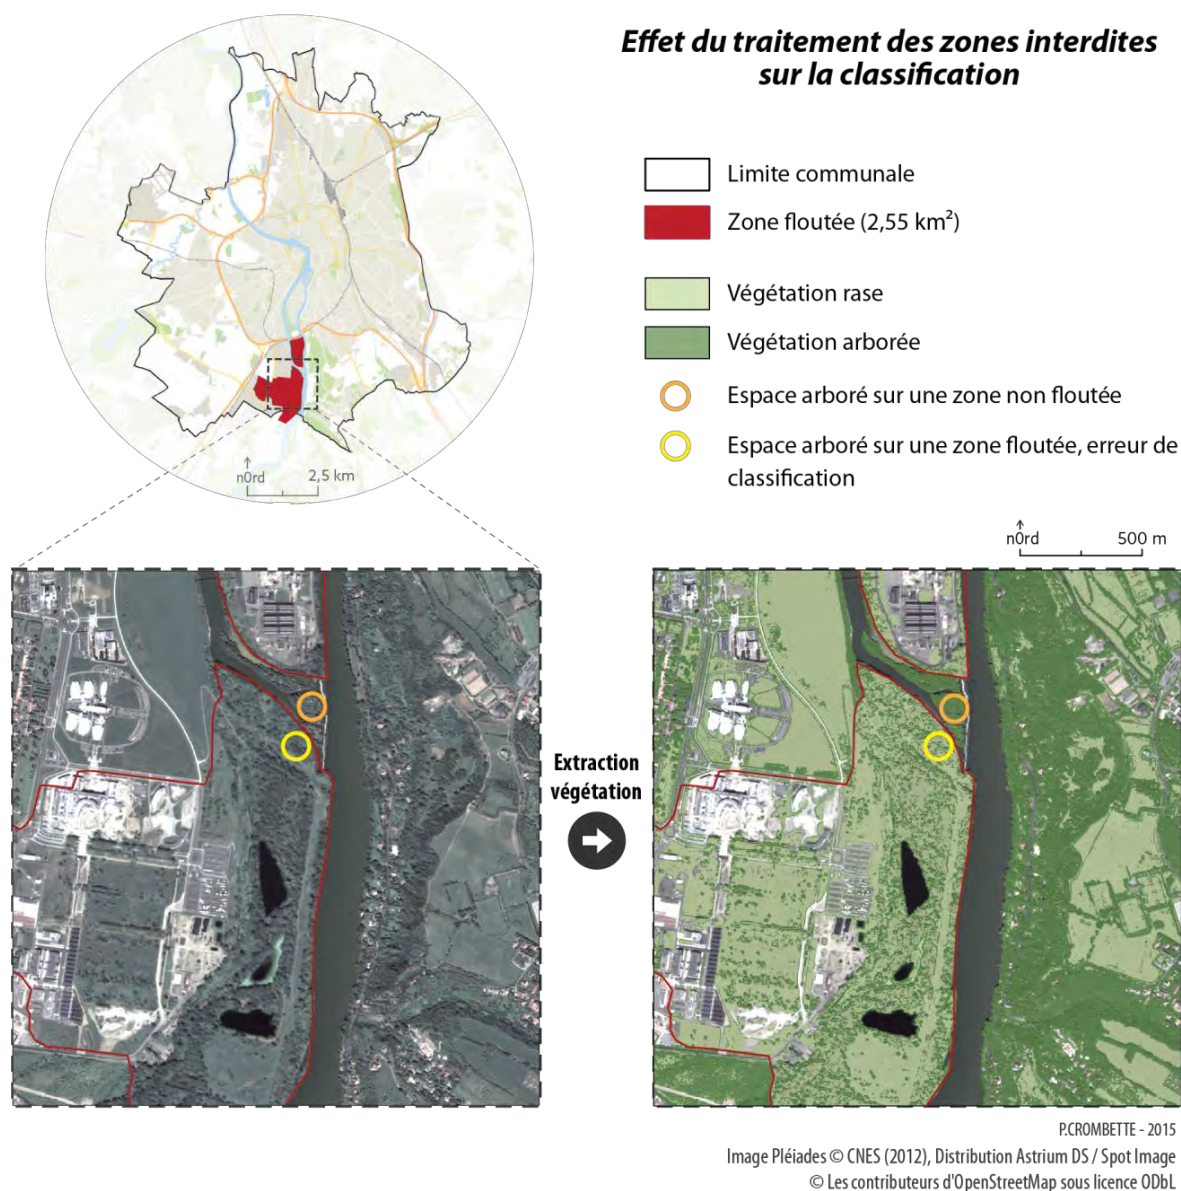 Effet du traitement des zones interdites
sur la classification
Limite communale
Zone floutée (2,55 km²)
Végétation rase
Végétation arborée
Espace arboré sur une zone non floutée
Espace arboré sur une zone floutée, erreur de
classification
n0rd
2,5 km
n0rd
500 m
Extraction
végétation
P.CROMBETTE - 2015
Image Pléiades © CNES (2012), Distribution Astrium DS / Spot Image
© Les contributeurs d'OpenStreetMap sous licence ODbL